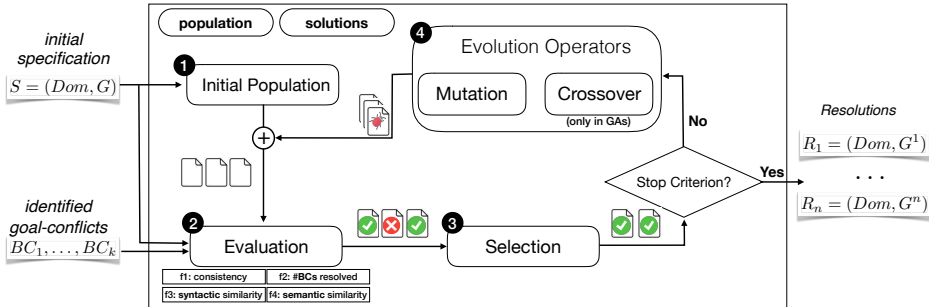 population
solutions
initial
specification
S = (Dom, G)
1
Initial Population
4
Evolution Operators
Mutation
Crossover
(only in GAs)
+
No
Resolutions
R₁ = (Dom, G¹)
. . .
Rₙ = (Dom, Gⁿ)
Stop Criterion?
Yes
identified
goal-conflicts
BC₁, . . . , BCₖ
2
Evaluation
3
Selection
f1: consistency
f2: #BCs resolved
f3: syntactic similarity
f4: semantic similarity